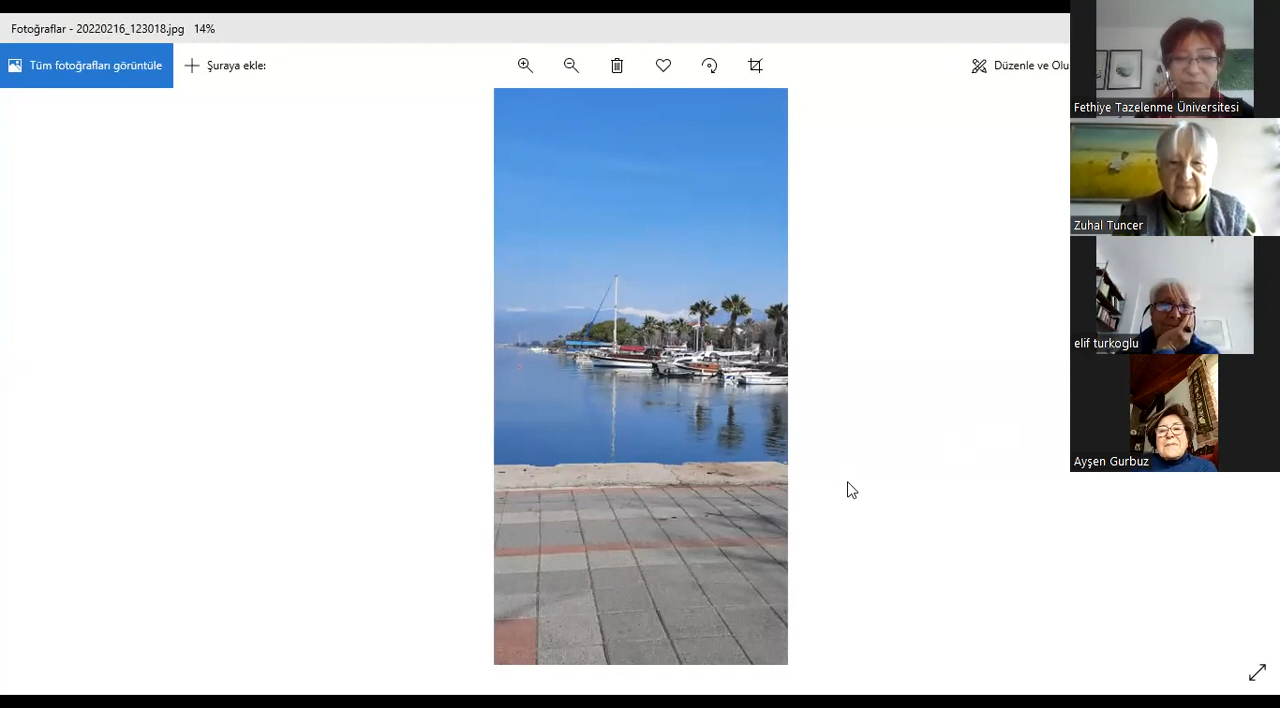 Fotoğraflar - 20220216_123018.jpg 14%
Tüm fotoğrafları görüntüle
Şuraya ekle:
Düzenle ve Olu
Fethiye Tazelenme Üniversitesi
Zuhal Tuncer
elif turkoglu
Ayşen Gurbuz